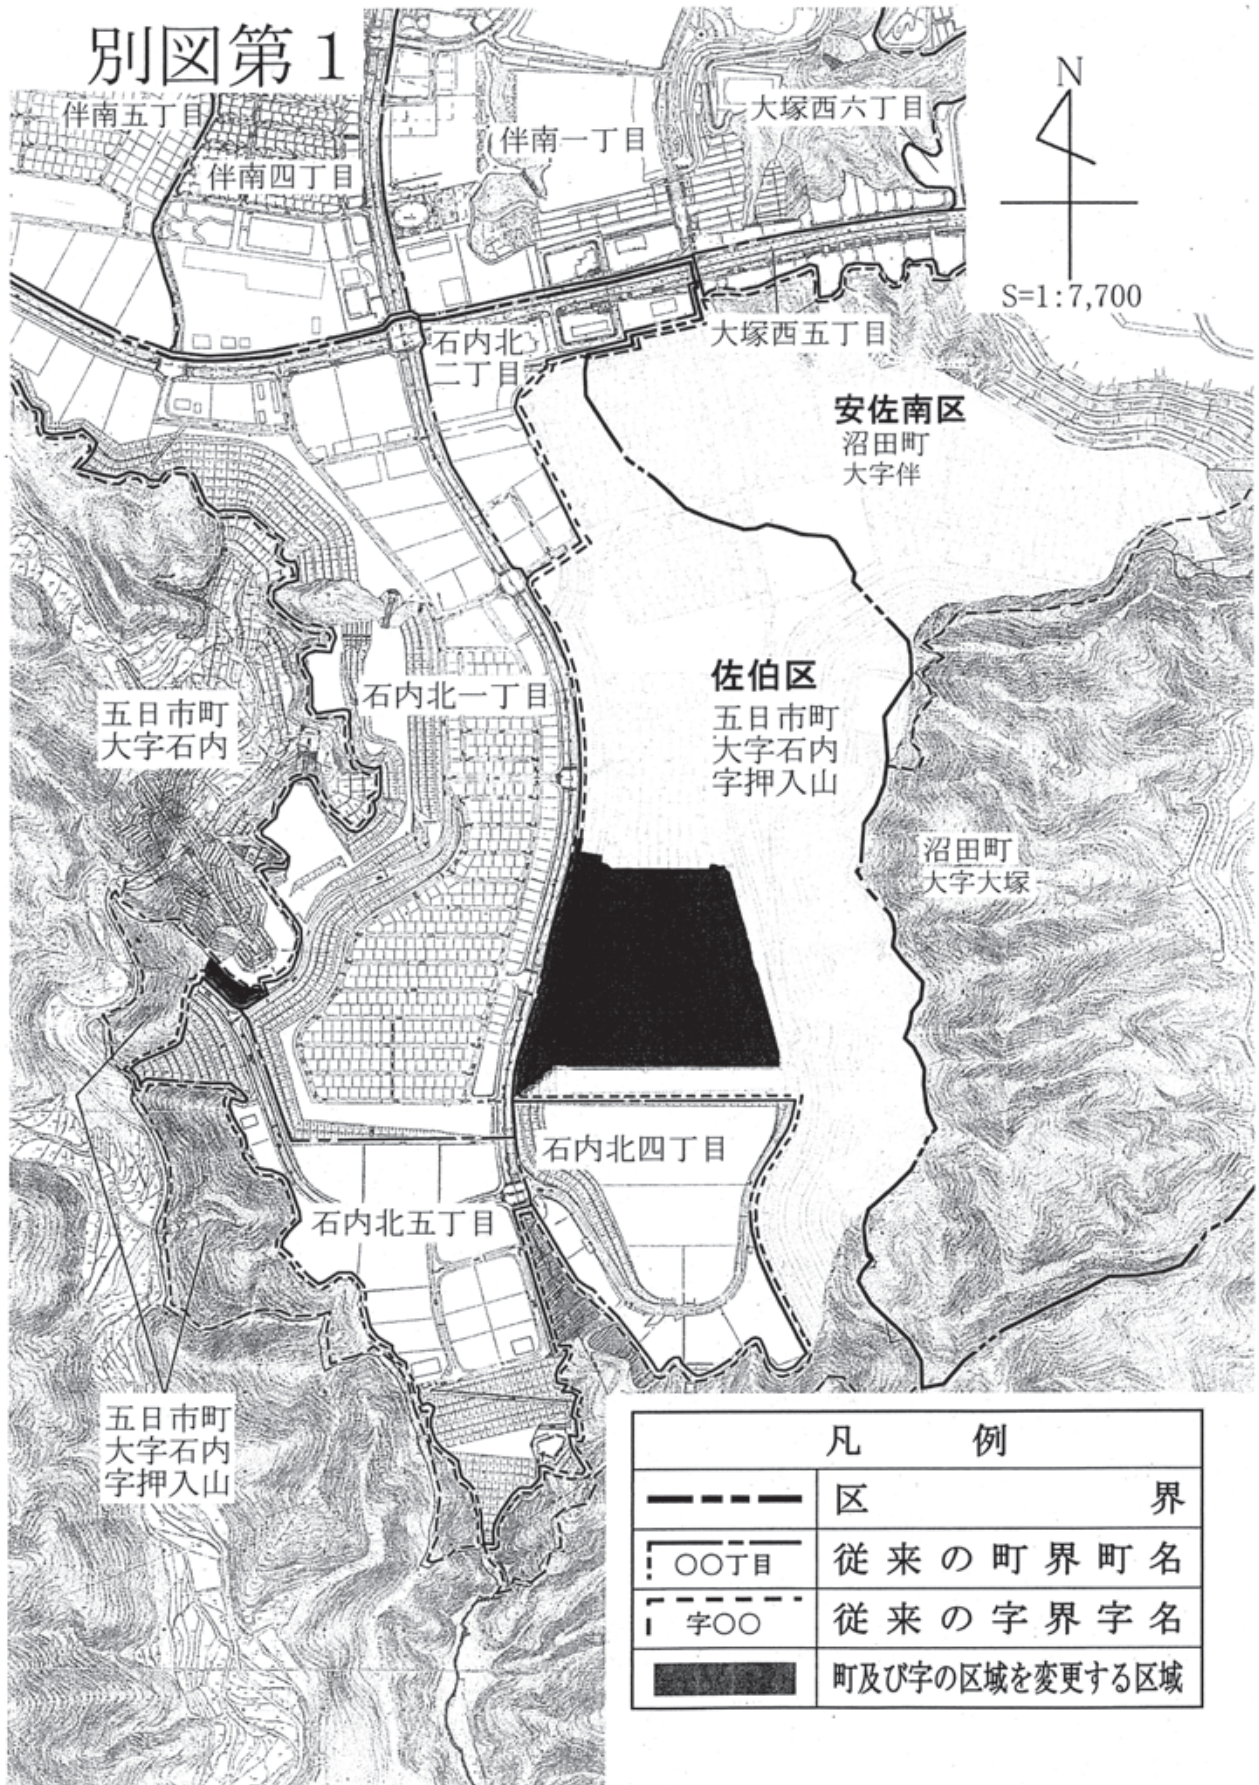 別図第1
N
S=1:7,700
伴南五丁目
伴南四丁目
伴南一丁目
大塚西六丁目
石内北
二丁目
大塚西五丁目
安佐南区
沼田町
大字伴
佐伯区
五日市町
大字石内
字押入山
石内北一丁目
五日市町
大字石内
沼田町
大字大塚
石内北四丁目
石内北五丁目
五日市町
大字石内
字押入山
凡 例
区 界
○○丁目 従来の町界町名
字○○ 従来の字界字名
町及び字の区域を変更する区域